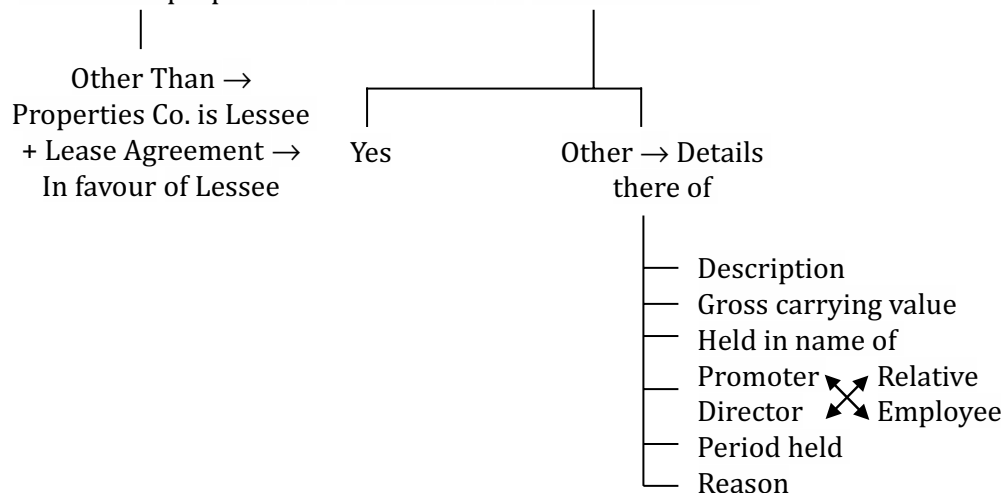 Other Than →
Properties Co. is Lessee
+ Lease Agreement →
In favour of Lessee
Yes
Other → Details
there of
Description
Gross carrying value
Held in name of
Promoter Relative
Director Employee
Period held
Reason